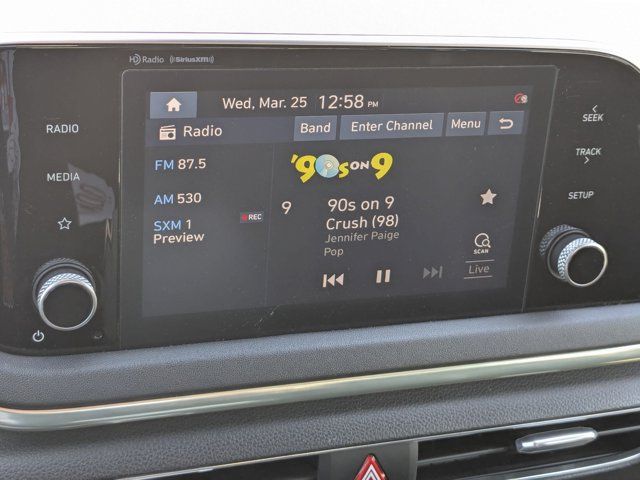 HD Radio ((SiriusXM))
Wed, Mar. 25 12:58 PM
RADIO
MEDIA
Radio
Band
Enter Channel
Menu
FM 87.5
AM 530
SXM 1
Preview
REC
'90s ON 9
9
90s on 9
Crush (98)
Jennifer Paige
Pop
SCAN
Live
SEEK
TRACK
SETUP